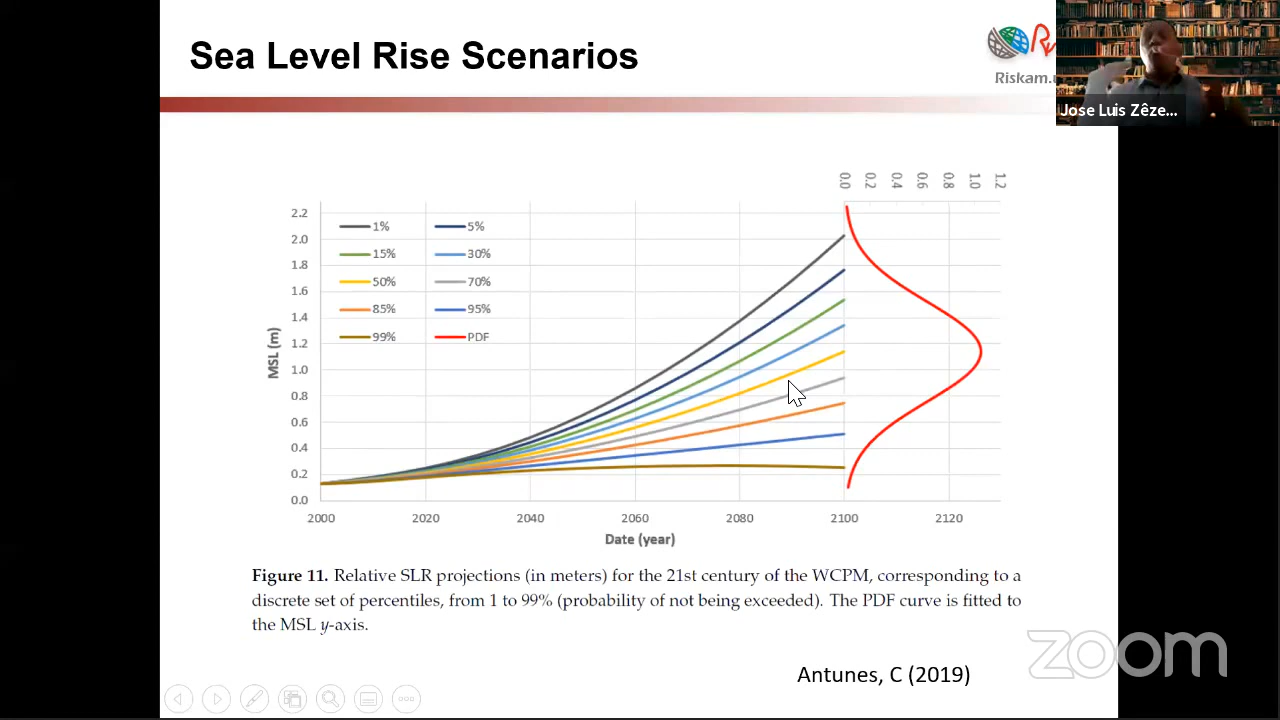 Sea Level Rise Scenarios
Riskam.u
Jose Luis Zêze...
0.0 0.2 0.4 0.6 0.8 1.0 1.2
2.2
2.0
1.8
1.6
1.4
1.2
1.0
0.8
0.6
0.4
0.2
0.0
MSL (m)
1% 5%
15% 30%
50% 70%
85% 95%
99% PDF
2000 2020 2040 2060 2080 2100 2120
Date (year)
Figure 11. Relative SLR projections (in meters) for the 21st century of the WCPM, corresponding to a
discrete set of percentiles, from 1 to 99% (probability of not being exceeded). The PDF curve is fitted to
the MSL y-axis.
Antunes, C (2019)
zoom